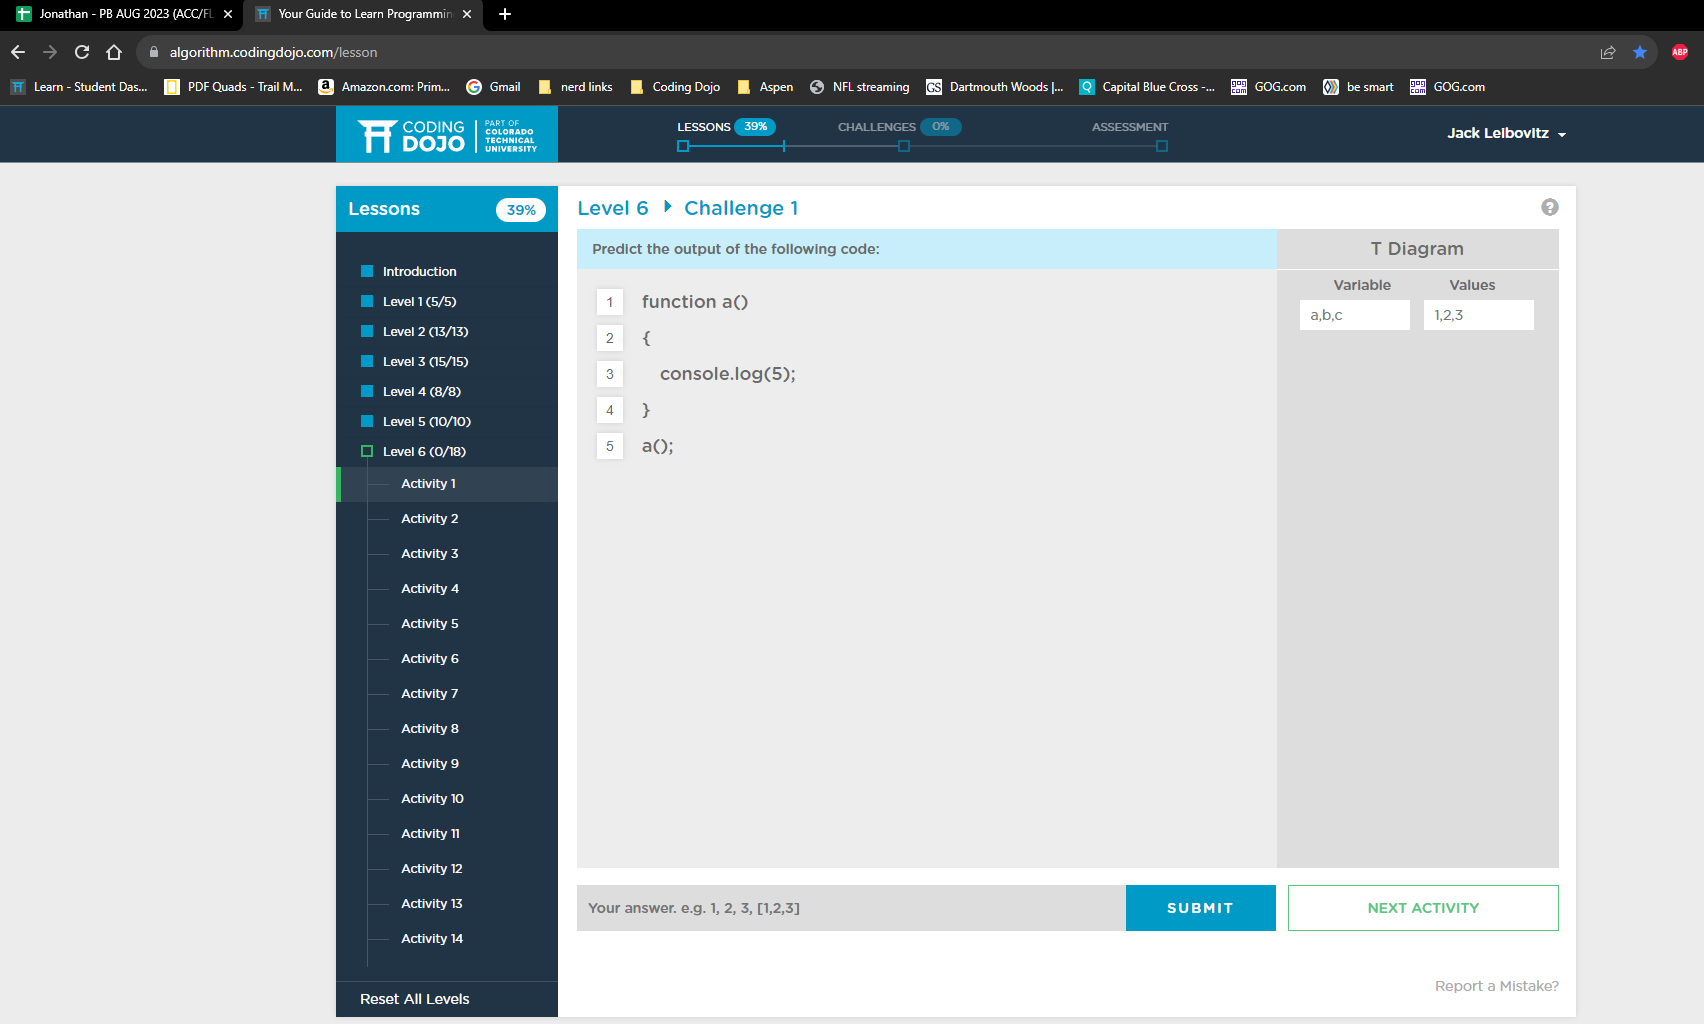 Jonathan - PB AUG 2023 (ACC/FL
Your Guide to Learn Programmin
algorithm.codingdojo.com/lesson
ABP
Learn - Student Das...
PDF Quads - Trail M...
Amazon.com: Prim...
Gmail
nerd links
Coding Dojo
Aspen
NFL streaming
GS Dartmouth Woods |...
Capital Blue Cross -...
GOG COM GOG.com
be smart
GOG COM GOG.com
CODING DOJO
PART OF COLORADO TECHNICAL UNIVERSITY
LESSONS 39%
CHALLENGES 0%
ASSESSMENT
Jack Leibovitz
Lessons 39%
Introduction
Level 1 (5/5)
Level 2 (13/13)
Level 3 (15/15)
Level 4 (8/8)
Level 5 (10/10)
Level 6 (0/18)
Activity 1
Activity 2
Activity 3
Activity 4
Activity 5
Activity 6
Activity 7
Activity 8
Activity 9
Activity 10
Activity 11
Activity 12
Activity 13
Activity 14
Reset All Levels
Level 6 Challenge 1
?
Predict the output of the following code:
1 function a()
2 {
3 console.log(5);
4 }
5 a();
T Diagram
Variable Values
a,b,c 1,2,3
Your answer. e.g. 1, 2, 3, [1,2,3]
SUBMIT
NEXT ACTIVITY
Report a Mistake?